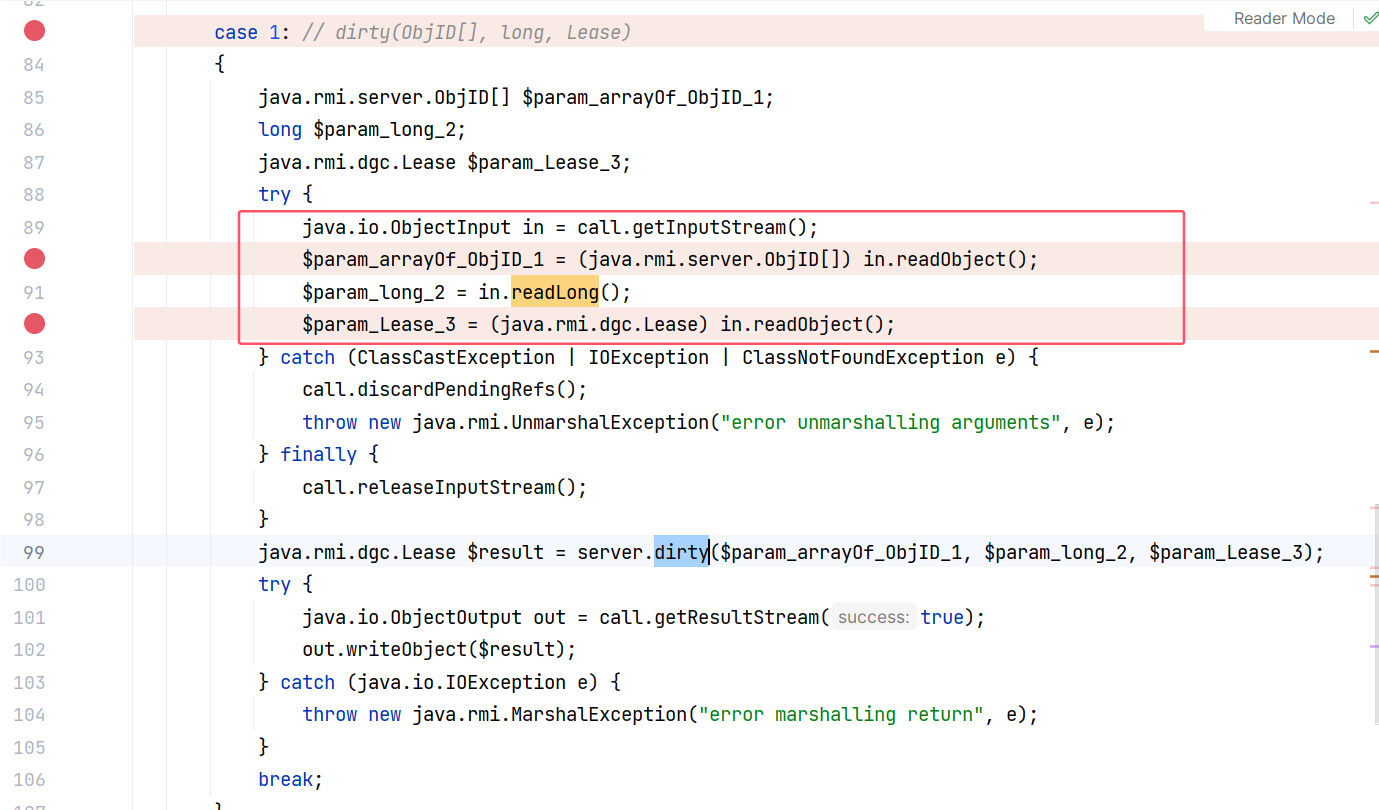 Reader Mode
case 1: // dirty(ObjID[], long, Lease)
84 {
85 java.rmi.server.ObjID[] $param_arrayOf_ObjID_1;
86 long $param_long_2;
87 java.rmi.dgc.Lease $param_Lease_3;
88 try {
89 java.io.ObjectInput in = call.getInputStream();
$param_arrayOf_ObjID_1 = (java.rmi.server.ObjID[]) in.readObject();
91 $param_long_2 = in.readLong();
$param_Lease_3 = (java.rmi.dgc.Lease) in.readObject();
93 } catch (ClassCastException | IOException | ClassNotFoundException e) {
94 call.discardPendingRefs();
95 throw new java.rmi.UnmarshalException("error unmarshalling arguments", e);
96 } finally {
97 call.releaseInputStream();
98 }
99 java.rmi.dgc.Lease $result = server.dirty($param_arrayOf_ObjID_1, $param_long_2, $param_Lease_3);
100 try {
101 java.io.ObjectOutput out = call.getResultStream( success: true);
102 out.writeObject($result);
103 } catch (java.io.IOException e) {
104 throw new java.rmi.MarshalException("error marshalling return", e);
105 }
106 break;